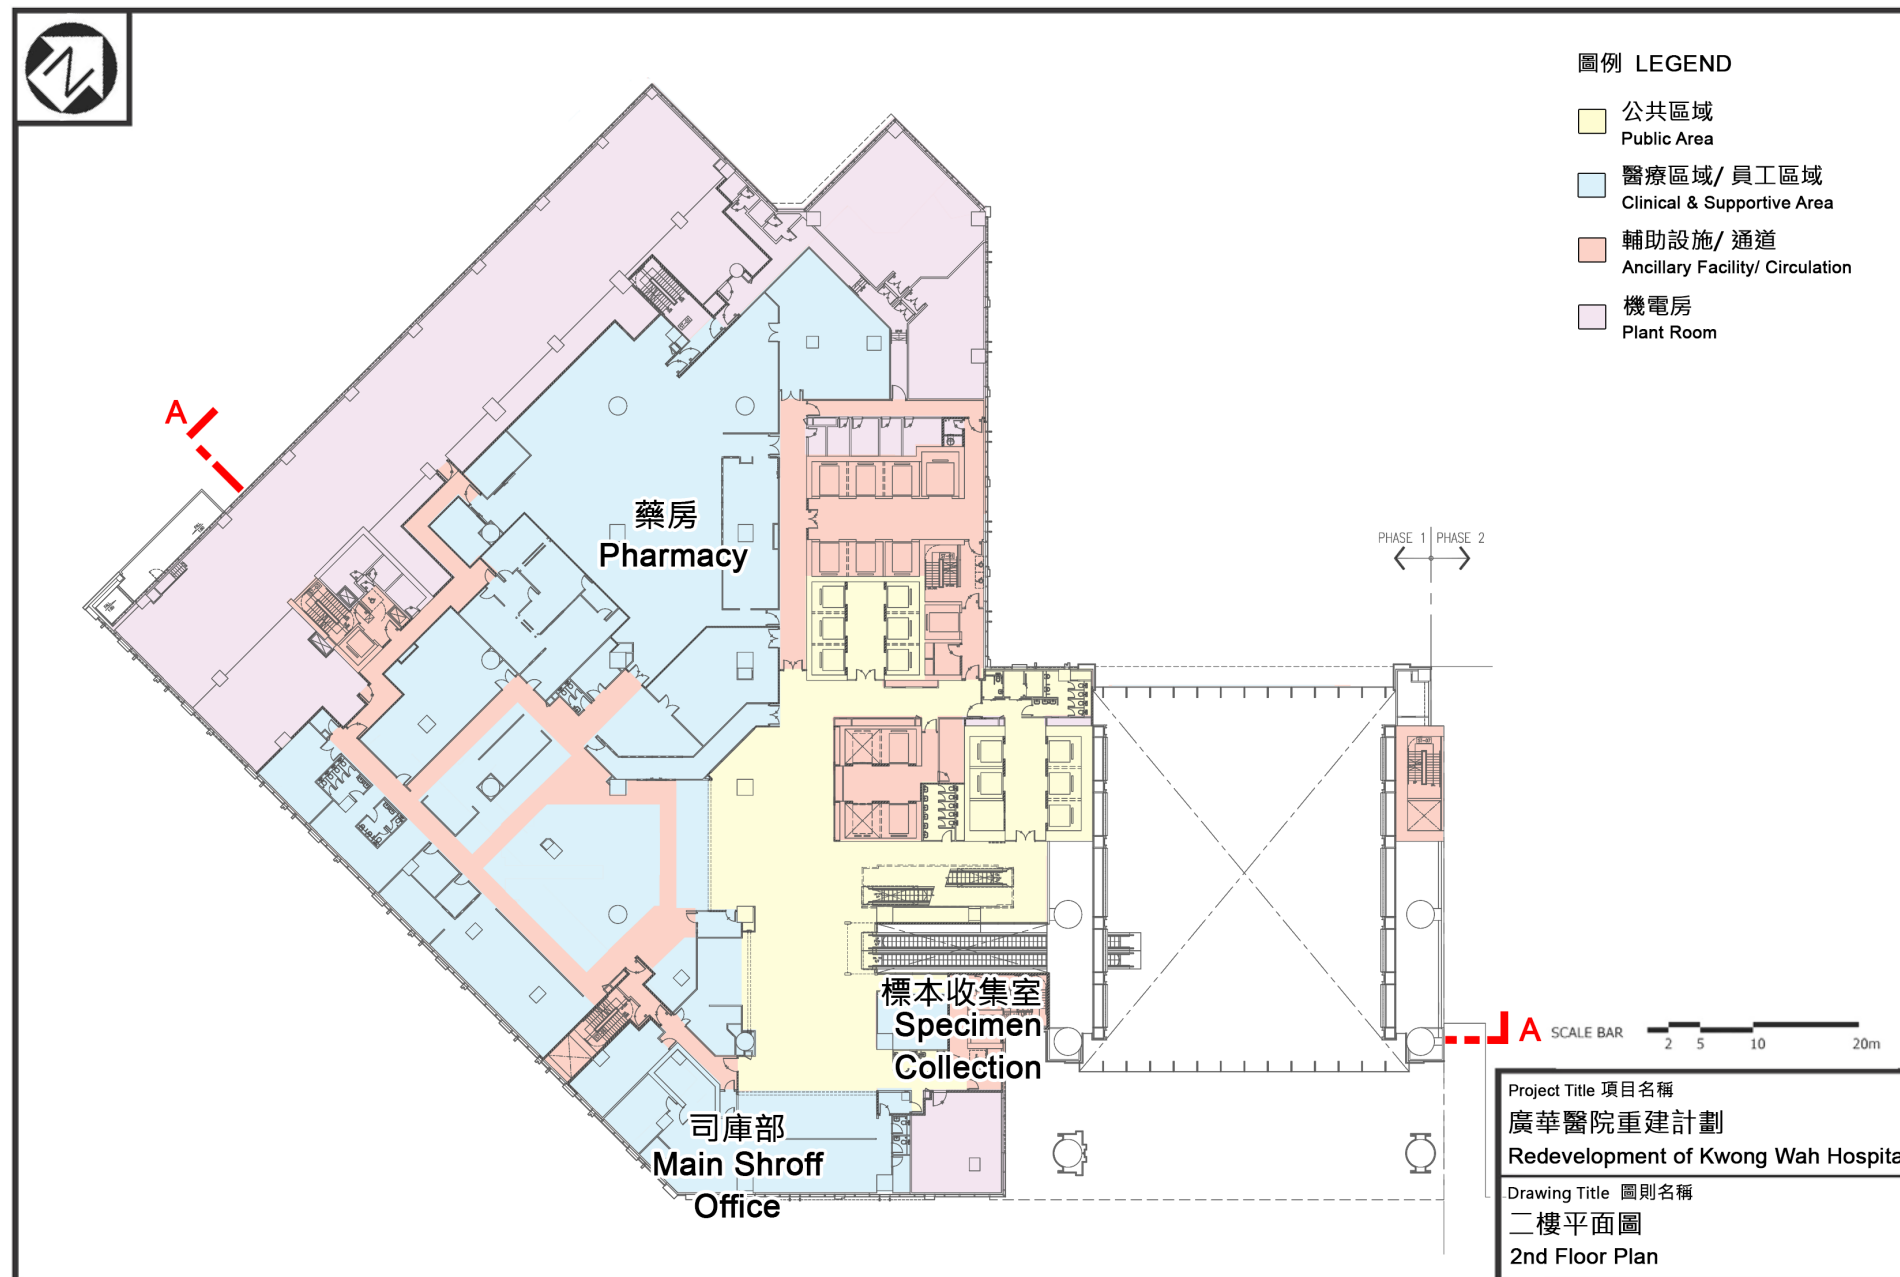 N
圖例 LEGEND
公共區域
Public Area
醫療區域/ 員工區域
Clinical & Supportive Area
輔助設施/ 通道
Ancillary Facility/ Circulation
機電房
Plant Room
A
藥房
Pharmacy
PHASE 1 PHASE 2
標本收集室
Specimen
Collection
A
SCALE BAR
2 5 10 20m
司庫部
Main Shroff
Office
Project Title 項目名稱
廣華醫院重建計劃
Redevelopment of Kwong Wah Hospita
Drawing Title 圖則名稱
二樓平面圖
2nd Floor Plan